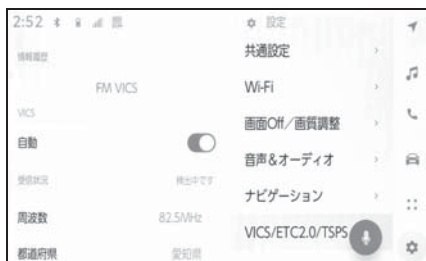 2:52
情報履歴
FM VICS
VICS
自動
受信状況 検出中です
周波数 82.5MHz
都道府県 愛知県
設定
共通設定
Wi-Fi
画面Off／画質調整
音声&オーディオ
ナビゲーション
VICS/ETC2.0/TSPS